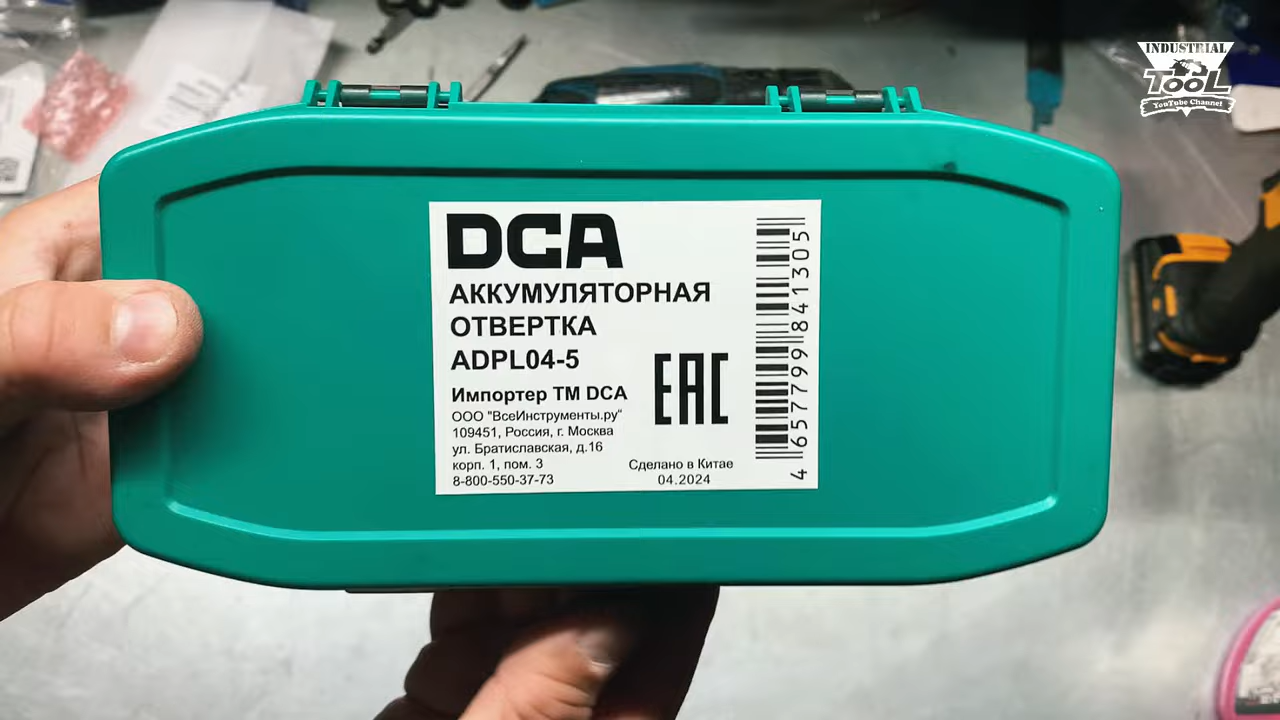 INDUSTRIAL
TOOL
YouTube Channel
DCA
АККУМУЛЯТОРНАЯ
ОТВЕРТКА
ADPL04-5
Импортер ТМ DCA
ООО "ВсеИнструменты.ру"
109451, Россия, г. Москва
ул. Братиславская, д.16
корп. 1, пом. 3
8-800-550-37-73
EAC
Сделано в Китае
04.2024
4 657799 841305